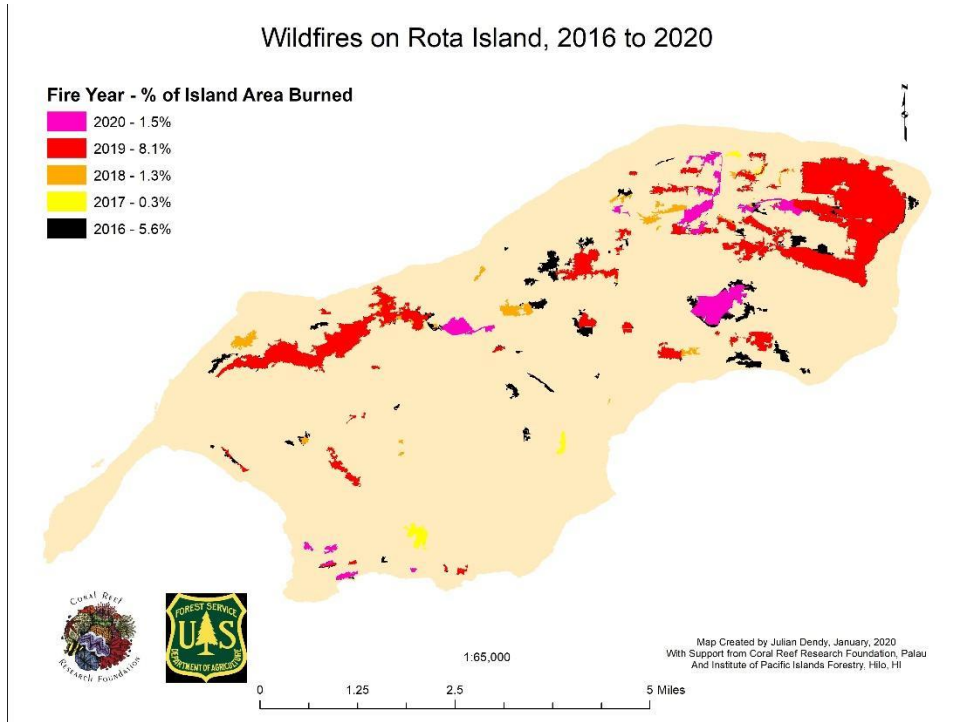 Wildfires on Rota Island, 2016 to 2020
Fire Year - % of Island Area Burned
2020 - 1.5%
2019 - 8.1%
2018 - 1.3%
2017 - 0.3%
2016 - 5.6%
N
CORAL REEF
RESEARCH FOUNDATION
FOREST SERVICE
U S
DEPARTMENT OF AGRICULTURE
1:65,000
Map Created by Julian Dendy, January, 2020
With Support from Coral Reef Research Foundation, Palau
And Institute of Pacific Islands Forestry, Hilo, HI
0 1.25 2.5 5 Miles